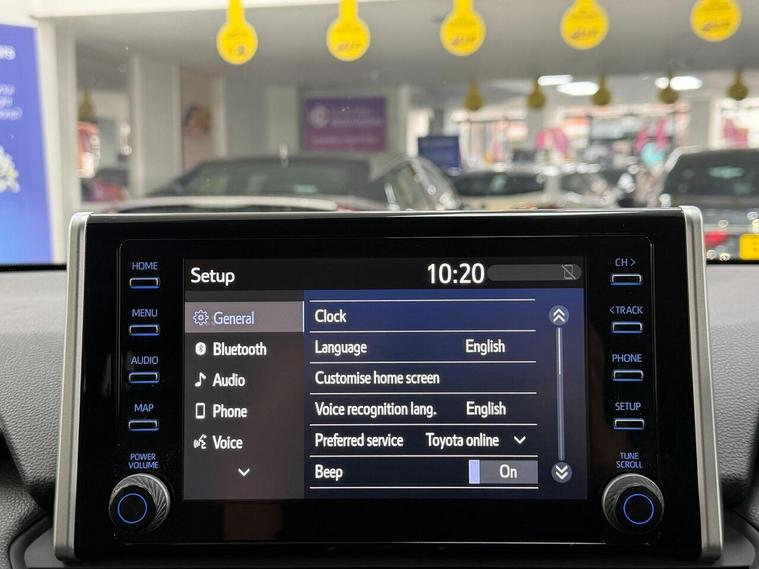 Setup
10:20
General
Bluetooth
Audio
Phone
Voice
Clock
Language English
Customise home screen
Voice recognition lang. English
Preferred service Toyota online
Beep On
HOME
MENU
AUDIO
MAP
POWER
VOLUME
CH >
< TRACK
PHONE
SETUP
TUNE
SCROLL